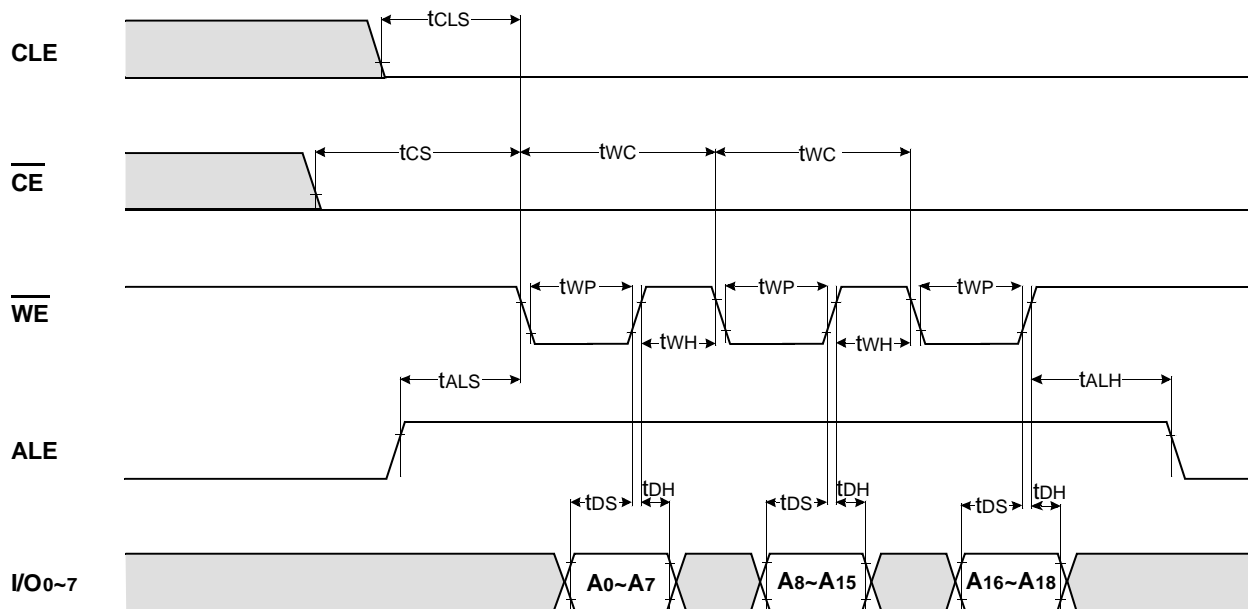 CLE
tCLS
CE
tCS
tWC
tWC
WE
tWP
tWP
tWP
tWH
tWH
tALS
tALH
ALE
tDS
tDH
tDS
tDH
tDS
tDH
I/O0~7
A0~A7
A8~A15
A16~A18